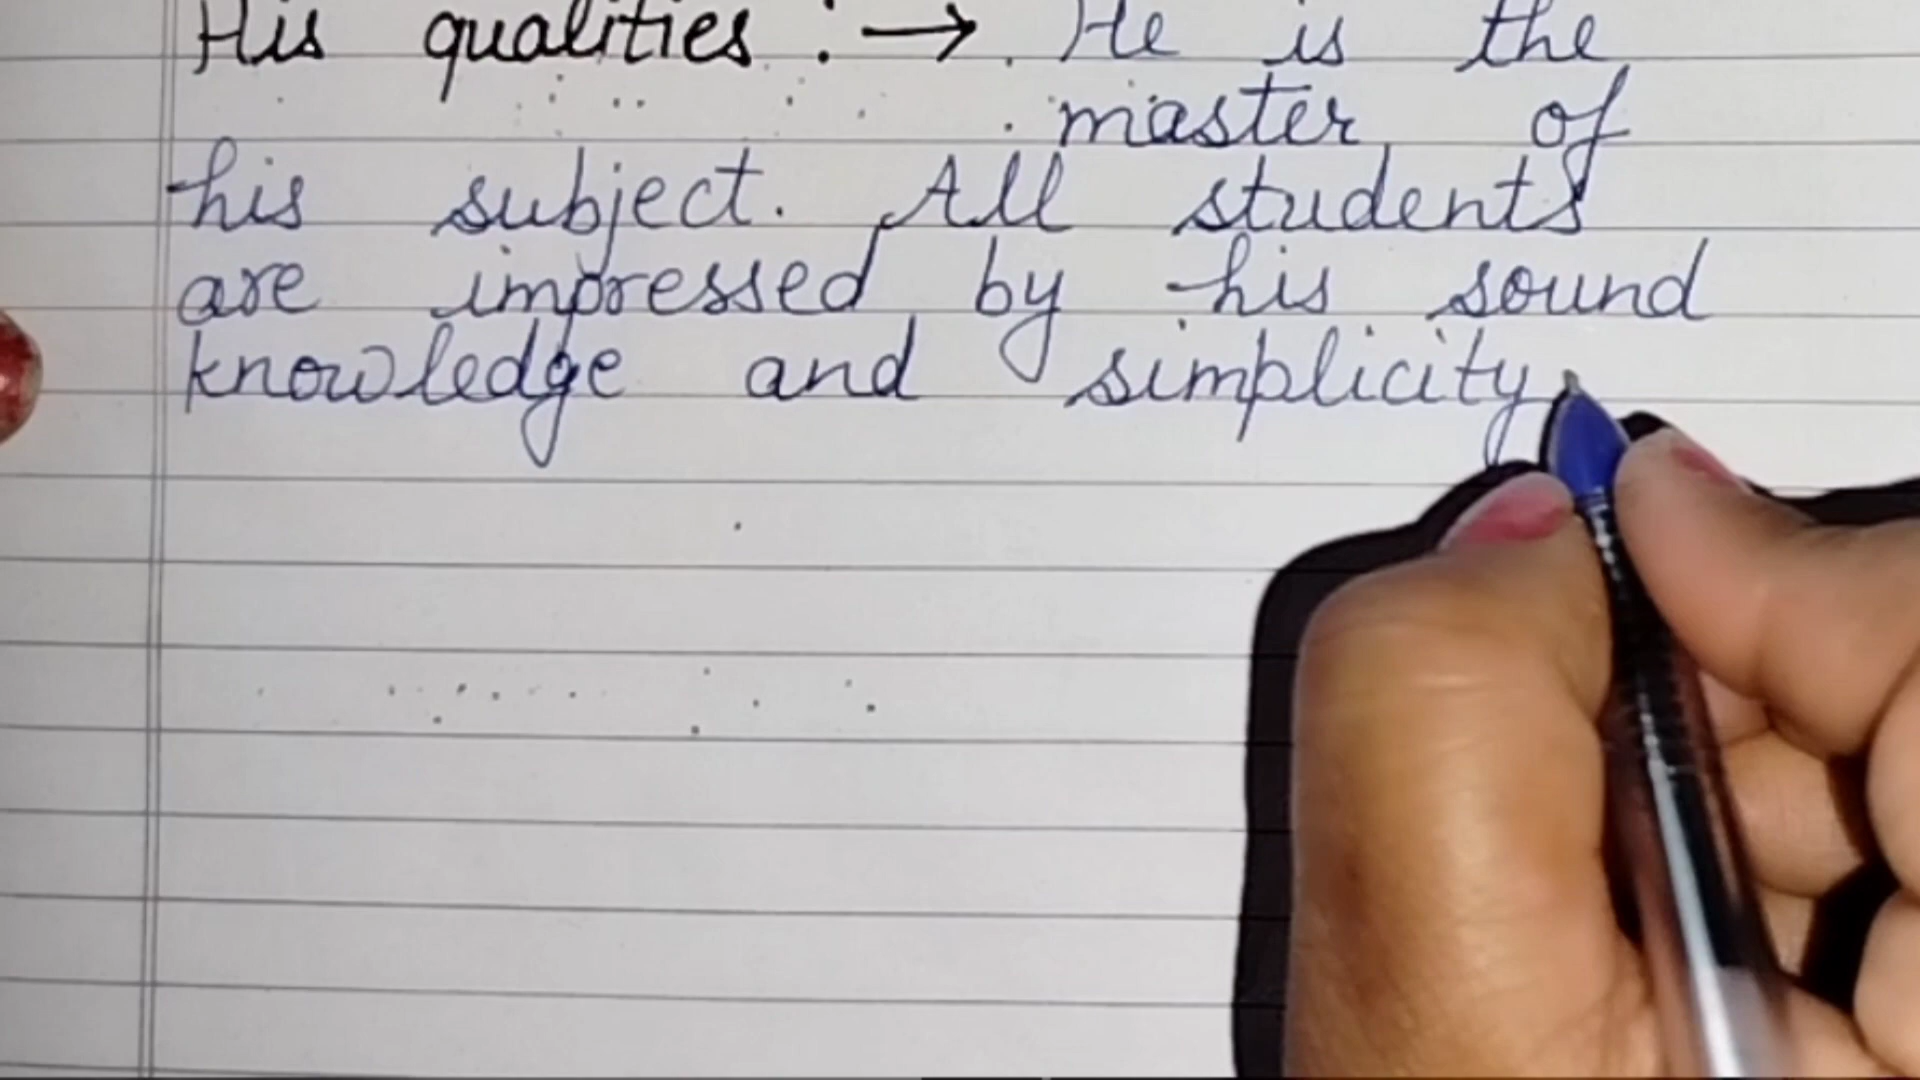 His qualities :→ He is the
master of
his subject. All students
are impressed by his sound
knowledge and simplicity